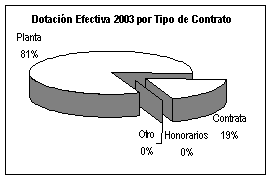 Dotación Efectiva 2003 por Tipo de Contrato
Planta
81%
Contrata
19%
Otro
0%
Honorarios
0%